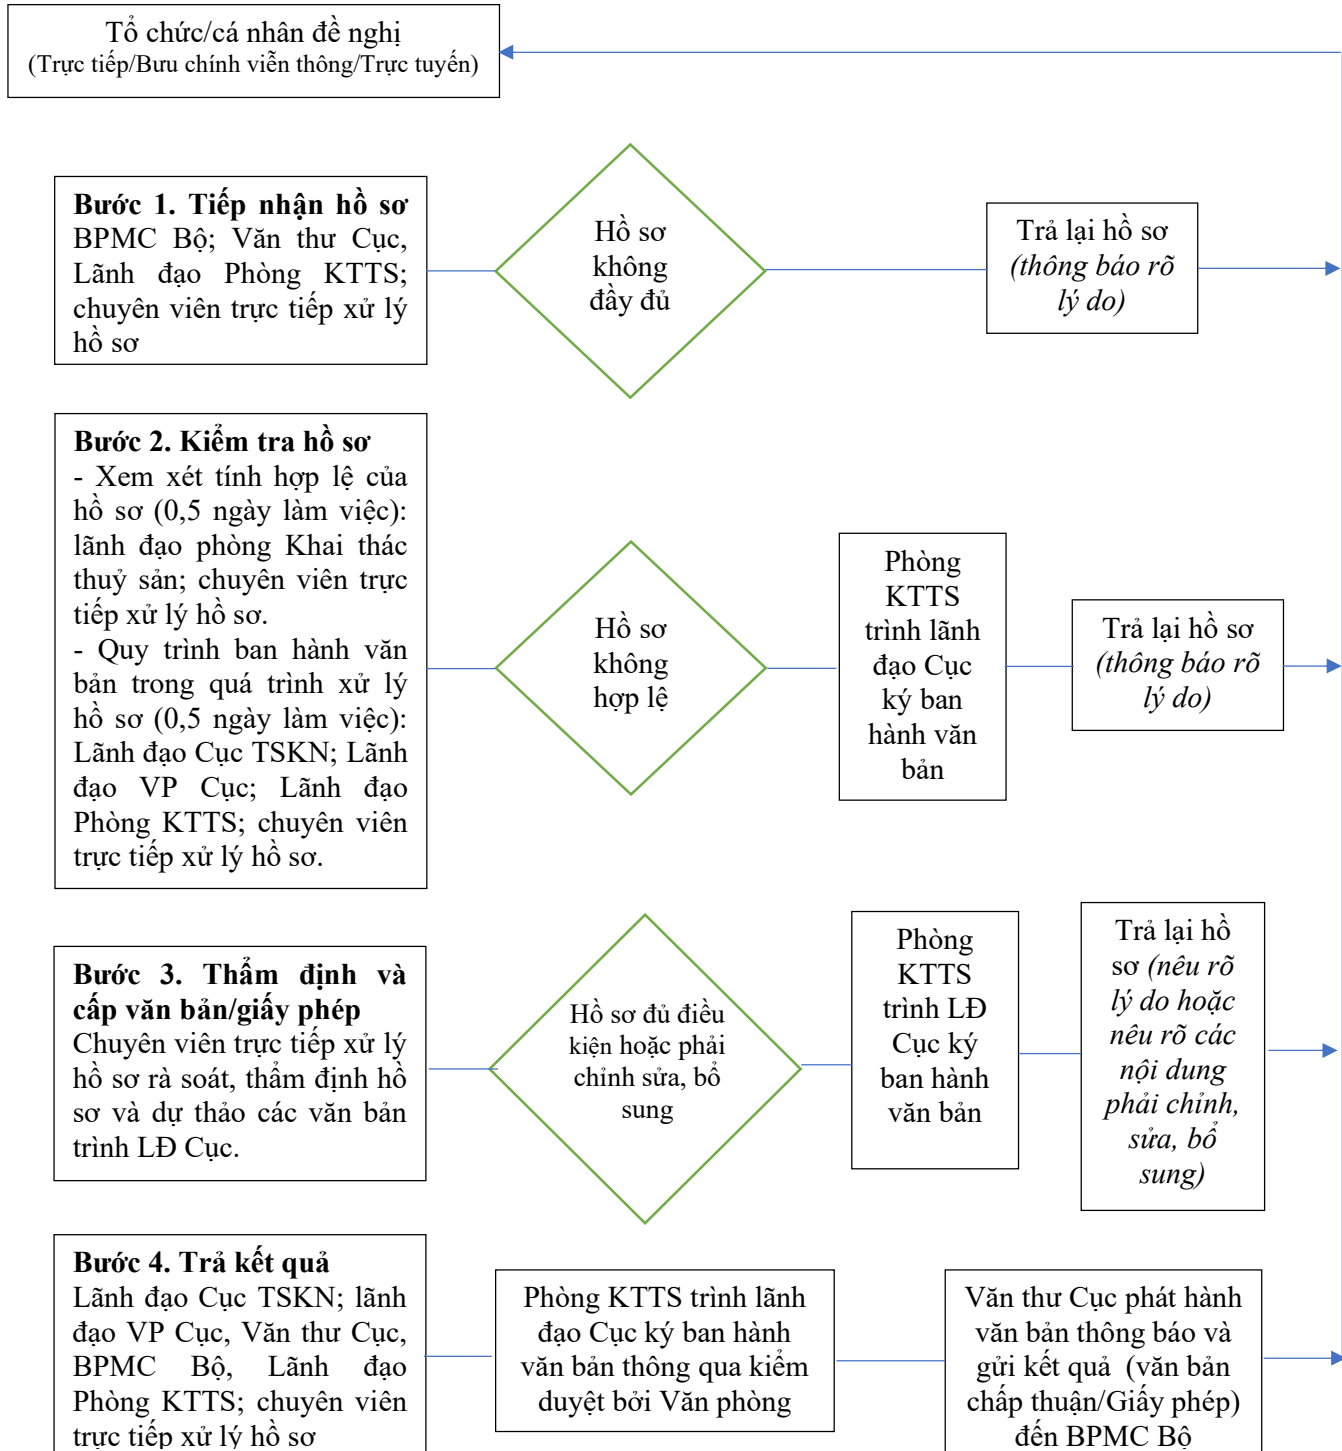 Tổ chức/cá nhân đề nghị
(Trực tiếp/Bưu chính viễn thông/Trực tuyến)
Bước 1. Tiếp nhận hồ sơ
BPMC Bộ; Văn thư Cục,
Lãnh đạo Phòng KTTS;
chuyên viên trực tiếp xử lý
hồ sơ
Hồ sơ
không
đầy đủ
Trả lại hồ sơ
(thông báo rõ
lý do)
Bước 2. Kiểm tra hồ sơ
- Xem xét tính hợp lệ của
hồ sơ (0,5 ngày làm việc):
lãnh đạo phòng Khai thác
thuỷ sản; chuyên viên trực
tiếp xử lý hồ sơ.
- Quy trình ban hành văn
bản trong quá trình xử lý
hồ sơ (0,5 ngày làm việc):
Lãnh đạo Cục TSKN; Lãnh
đạo VP Cục; Lãnh đạo
Phòng KTTS; chuyên viên
trực tiếp xử lý hồ sơ.
Hồ sơ
không
hợp lệ
Phòng
KTTS
trình lãnh
đạo Cục
ký ban
hành văn
bản
Trả lại hồ sơ
(thông báo rõ
lý do)
Bước 3. Thẩm định và
cấp văn bản/giấy phép
Chuyên viên trực tiếp xử lý
hồ sơ rà soát, thẩm định hồ
sơ và dự thảo các văn bản
trình LĐ Cục.
Hồ sơ đủ điều
kiện hoặc phải
chỉnh sửa, bổ
sung
Phòng
KTTS
trình LĐ
Cục ký
ban hành
văn bản
Trả lại hồ
sơ (nêu rõ
lý do hoặc
nêu rõ các
nội dung
phải chỉnh,
sửa, bổ
sung)
Bước 4. Trả kết quả
Lãnh đạo Cục TSKN; lãnh
đạo VP Cục, Văn thư Cục,
BPMC Bộ, Lãnh đạo
Phòng KTTS; chuyên viên
trực tiếp xử lý hồ sơ
Phòng KTTS trình lãnh
đạo Cục ký ban hành
văn bản thông qua kiểm
duyệt bởi Văn phòng
Văn thư Cục phát hành
văn bản thông báo và
gửi kết quả (văn bản
chấp thuận/Giấy phép)
đến BPMC Bộ